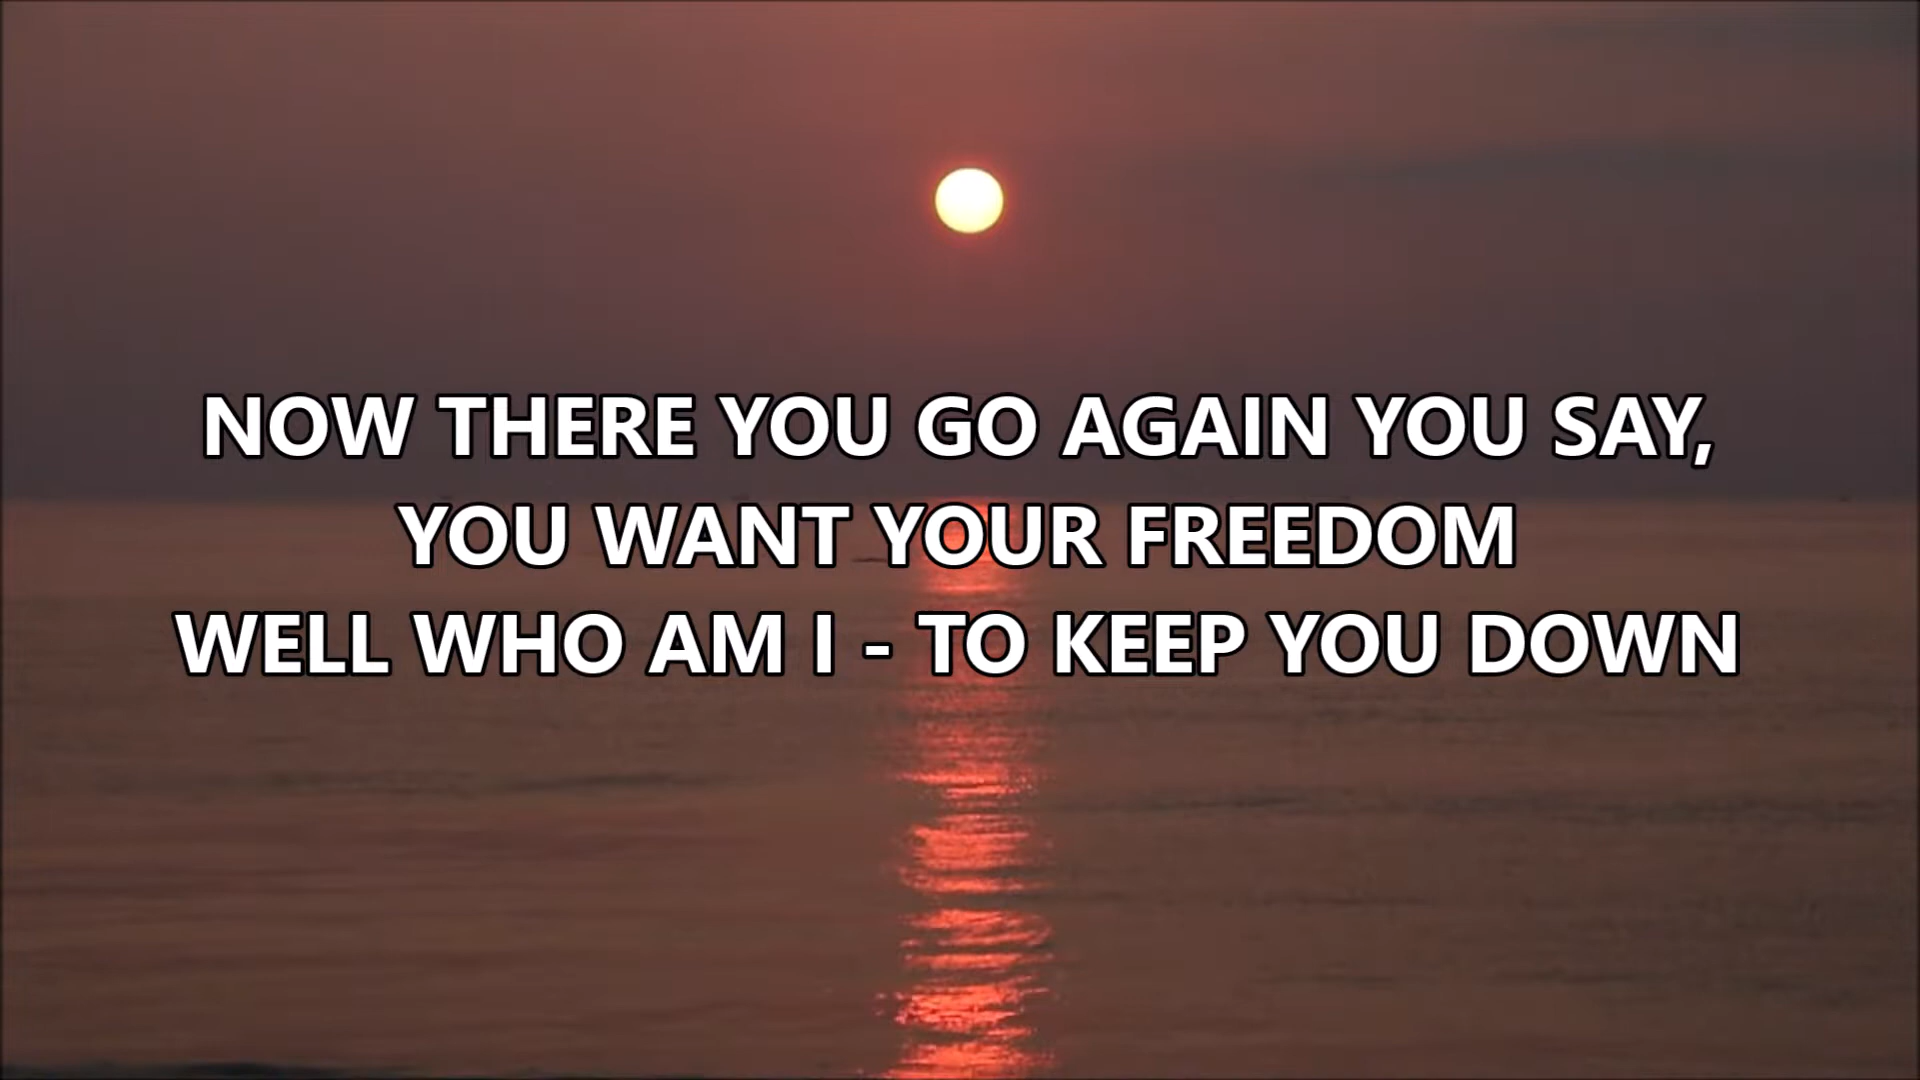 NOW THERE YOU GO AGAIN YOU SAY,
YOU WANT YOUR FREEDOM
WELL WHO AM I - TO KEEP YOU DOWN